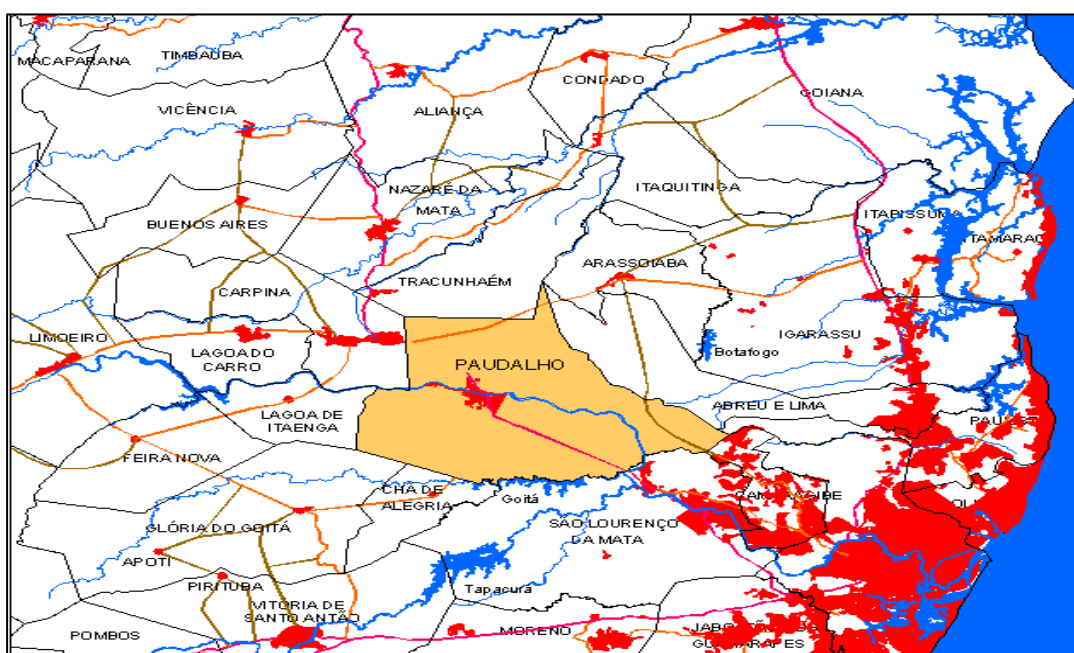 TIMBAUBA
MACAPARANA
CONDADO
VICÊNCIA
ALIANÇA
GOIANA
NAZARÉ DA
MATA
ITAQUITINGA
BUENOS AIRES
ITAPISSUMA
ARASSOIABA
TRACUNHAÉM
CARPINA
LIMOEIRO
LAGOA DO
CARRO
IGARASSU
Botafogo
PAUDALHO
ABREU E LIMA
LAGOA DE
ITAENGA
FEIRA NOVA
CHÃ DE
ALEGRIA
Goitá
GLÓRIA DO GOITÁ
SÃO LOURENÇO
DA MATA
APOTI
PIRITUBA
Tapacurá
VITÓRIA DE
SANTO ANTÃO
POMBOS
MORENO